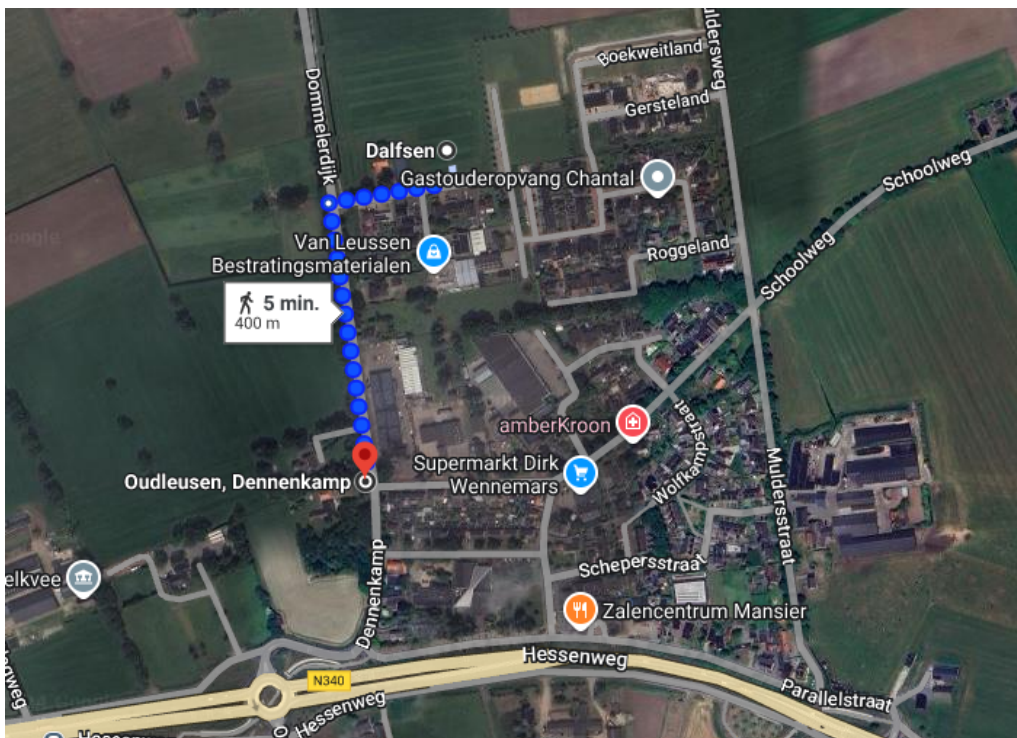 Dommelerdijk
Boekweitland
Muldersweg
Gersteland
Dalfsen
Gastouderopvang Chantal
Schoolweg
Van Leussen
Bestratingsmaterialen
Roggeland
Schoolweg
5 min.
400 m
amberKroon
Supermarkt Dirk
Wennemars
Wolfkampstraat
Oudleusen, Dennenkamp
Muldersstraat
Schepersstraat
elkvee
Dennenkamp
Zalencentrum Mansier
Hessenweg
N340
Hessenweg
Parallelstraat